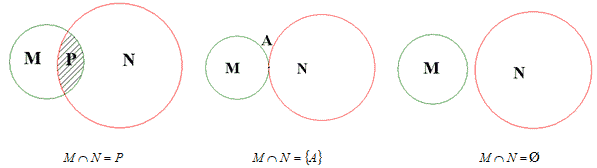 M P N
A
M N
M N
M ∩ N = P
M ∩ N = {A}
M ∩ N = Ø